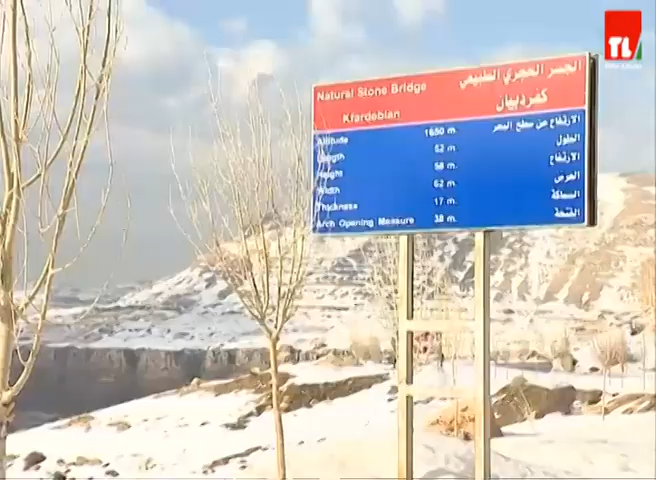 TL
Natural Stone Bridge الجسر الحجري الطبيعي
Kfardebian كفردبيان
Altitude 1650 m. الارتفاع عن سطح البحر
Length 52 m. الطول
Height 58 m. الارتفاع
Width 62 m. العرض
Thickness 17 m. السماكة
Arch Opening Measure 38 m. الفتحة